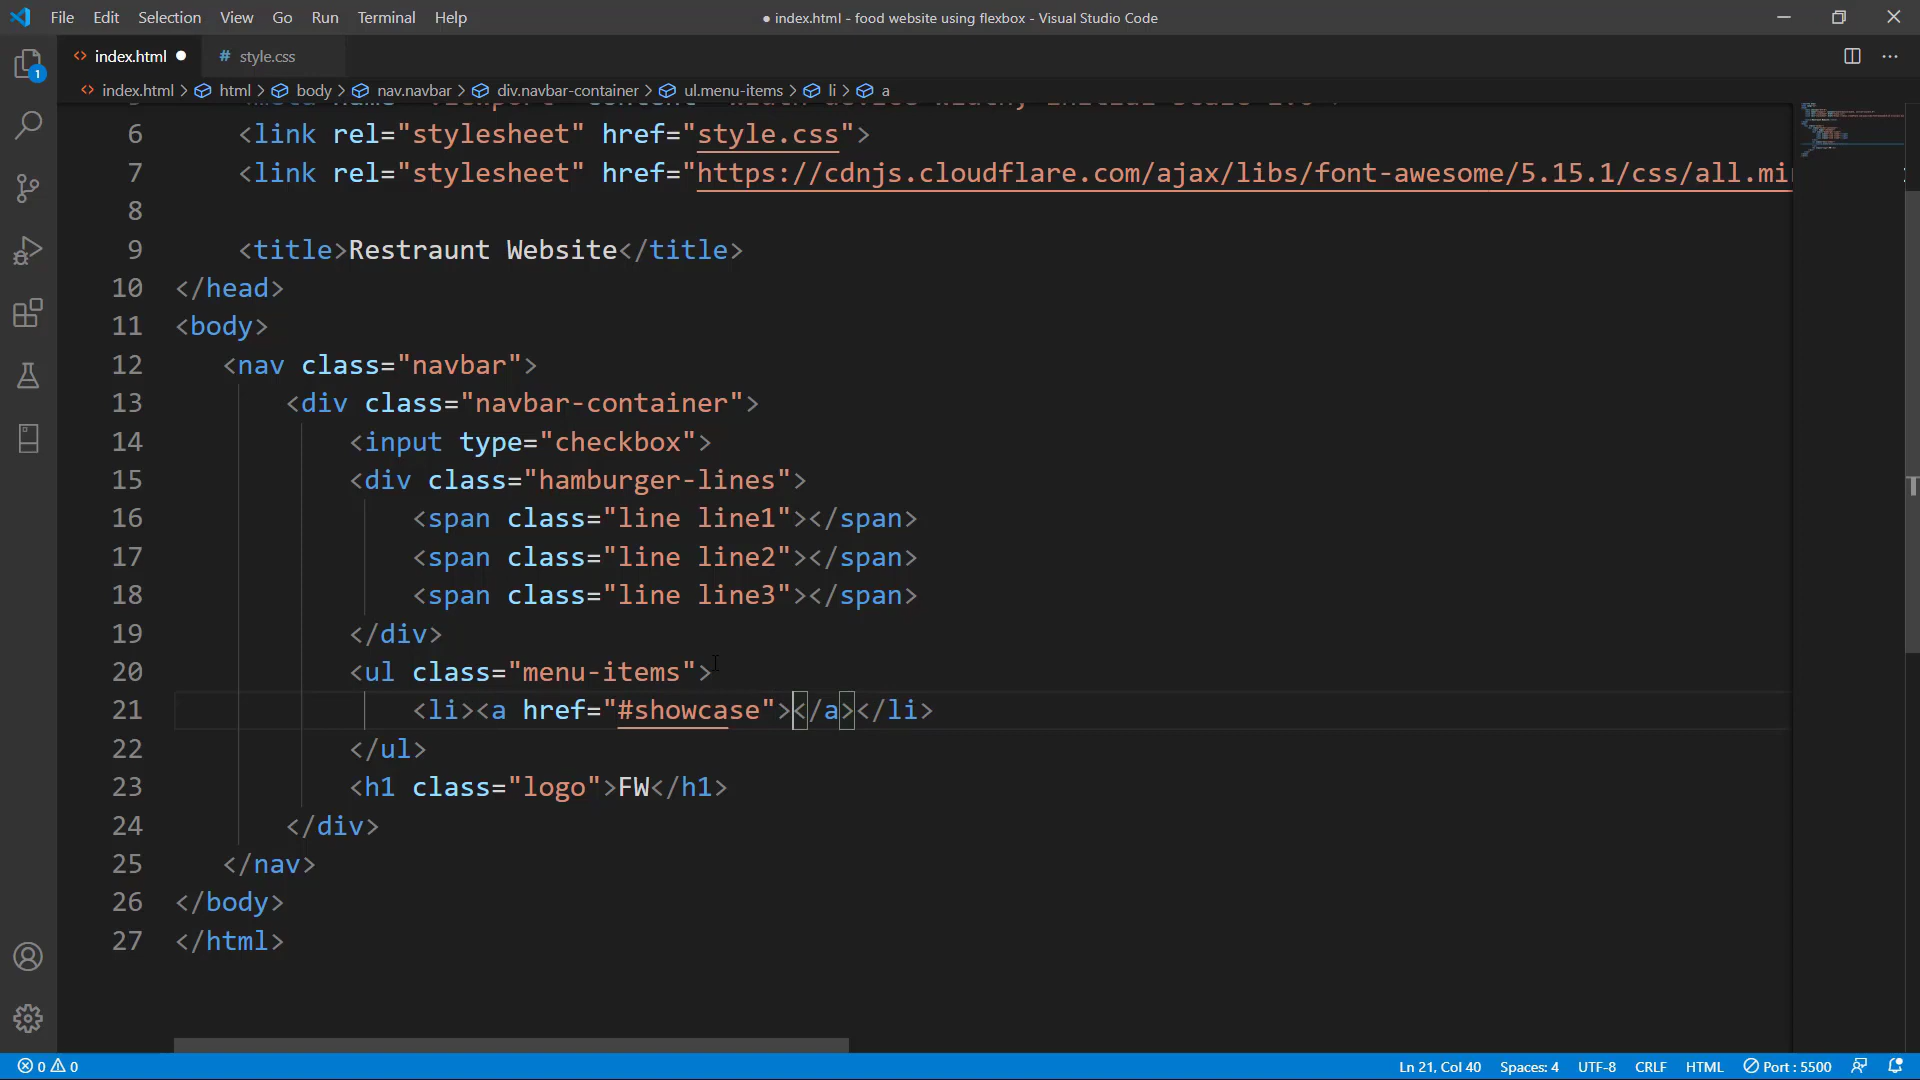 File Edit Selection View Go Run Terminal Help
● index.html - food website using flexbox - Visual Studio Code
index.html ● # style.css
index.html > html > body > nav.navbar > div.navbar-container > ul.menu-items > li > a
6 <link rel="stylesheet" href="style.css">
7 <link rel="stylesheet" href="https://cdnjs.cloudflare.com/ajax/libs/font-awesome/5.15.1/css/all.mi
8
9 <title>Restraunt Website</title>
10 </head>
11 <body>
12 <nav class="navbar">
13 <div class="navbar-container">
14 <input type="checkbox">
15 <div class="hamburger-lines">
16 <span class="line line1"></span>
17 <span class="line line2"></span>
18 <span class="line line3"></span>
19 </div>
20 <ul class="menu-items">
21 <li><a href="#showcase"></a></li>
22 </ul>
23 <h1 class="logo">FW</h1>
24 </div>
25 </nav>
26 </body>
27 </html>
1
0 0
Ln 21, Col 40 Spaces: 4 UTF-8 CRLF HTML Port : 5500